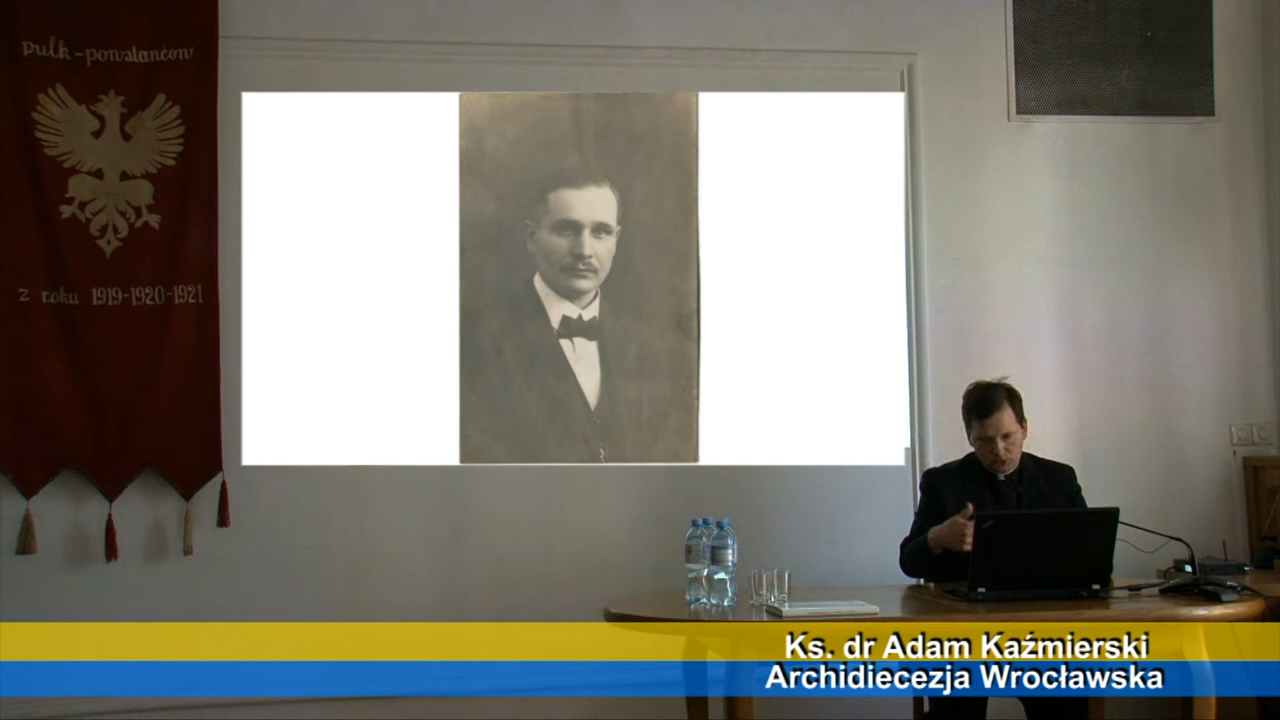 pułk-powstańców
z roku 1919-1920-1921
Ks. dr Adam Kaźmierski
Archidiecezja Wrocławska